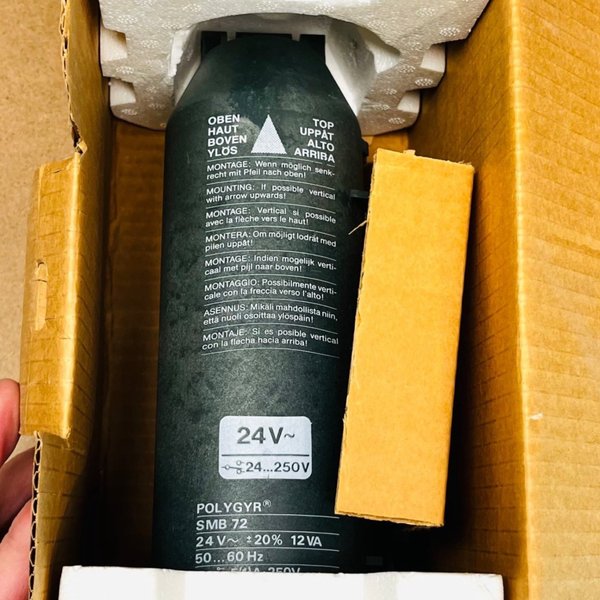 OBEN TOP
HAUT UPPÅT
BOVEN ALTO
YLÖS ARRIBA
MONTAGE: Wenn möglich senk-
recht mit Pfeil nach oben!
MOUNTING: If possible vertical
with arrow upwards!
MONTAGE: Vertical si possible
avec la flèche vers le haut!
MONTERA: Om möjligt lodrät med
pilen uppåt!
MONTAGE: Indien mogelijk verti-
caal met pijl naar boven!
MONTAGGIO: Possibilmente verti-
cale con la freccia verso l'alto!
ASENNUS: Mikäli mahdollista niin,
että nuoli osoittaa ylöspäin!
MONTAJE: Si es posible vertical
con la flecha hacia arriba!
24V~
24...250V
POLYGYR®
SMB 72
24 V~ ±20% 12VA
50...60 Hz
250V